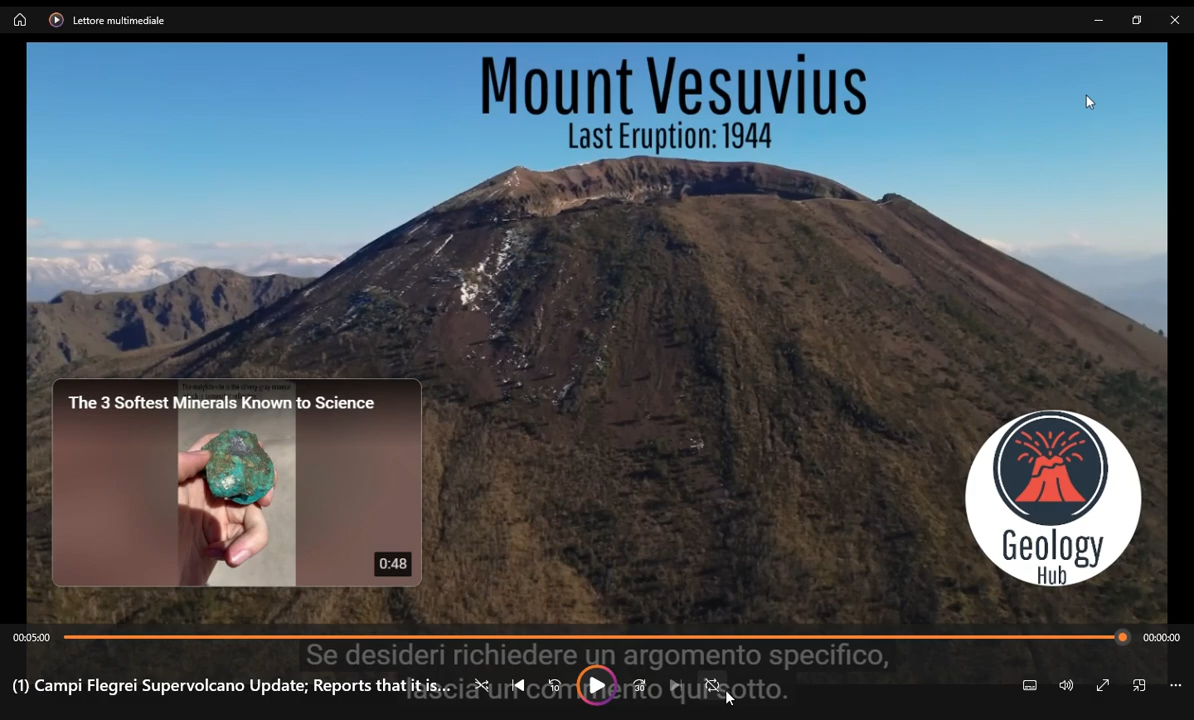 Lettore multimediale
Mount Vesuvius
Last Eruption: 1944
The 3 Softest Minerals Known to Science
0:48
Geology
Hub
00:05:00
00:00:00
Se desideri richiedere un argomento specifico,
lascia un commento qui sotto.
(1) Campi Flegrei Supervolcano Update; Reports that it is...
10
30